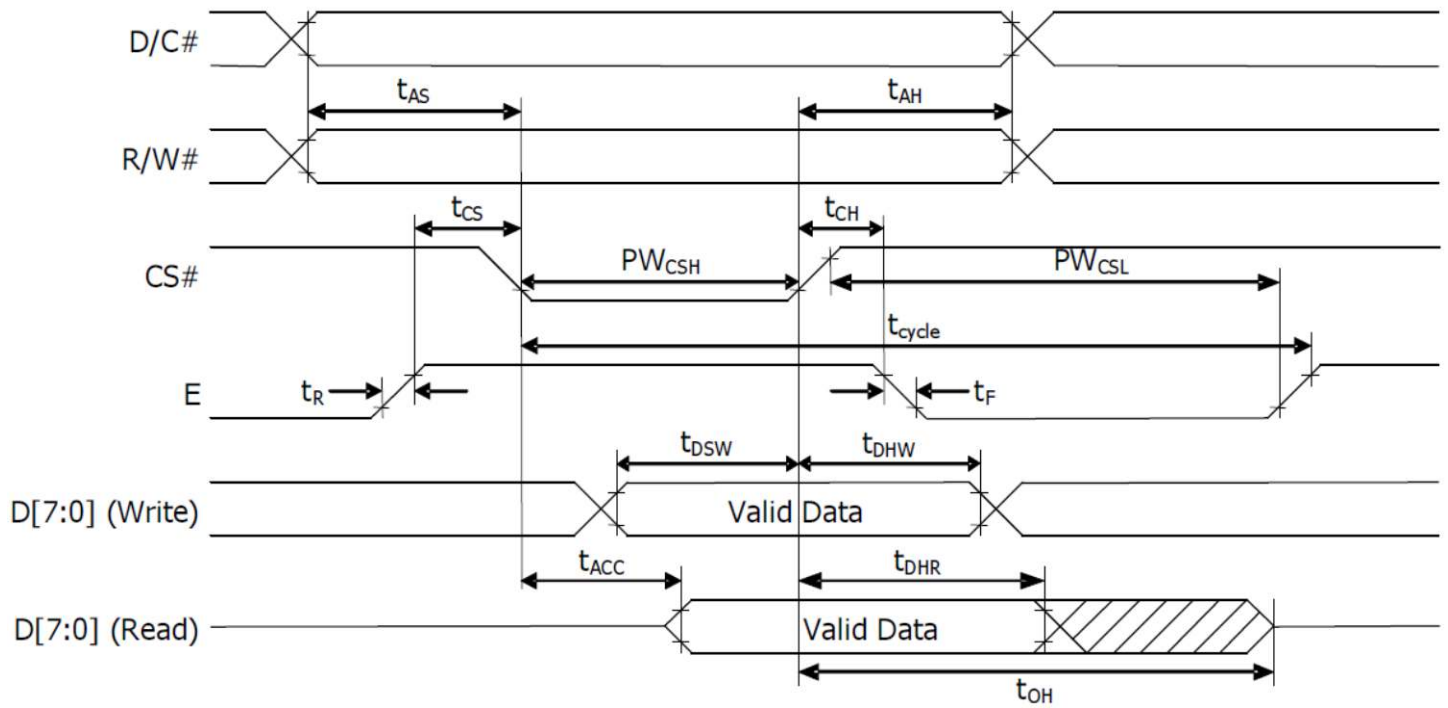 D/C#
tAS
tAH
R/W#
tCS
tCH
CS#
PWCSH
PWCSL
tcycle
E
tR
tF
tDSW
tDHW
D[7:0] (Write)
Valid Data
tACC
tDHR
D[7:0] (Read)
Valid Data
tOH